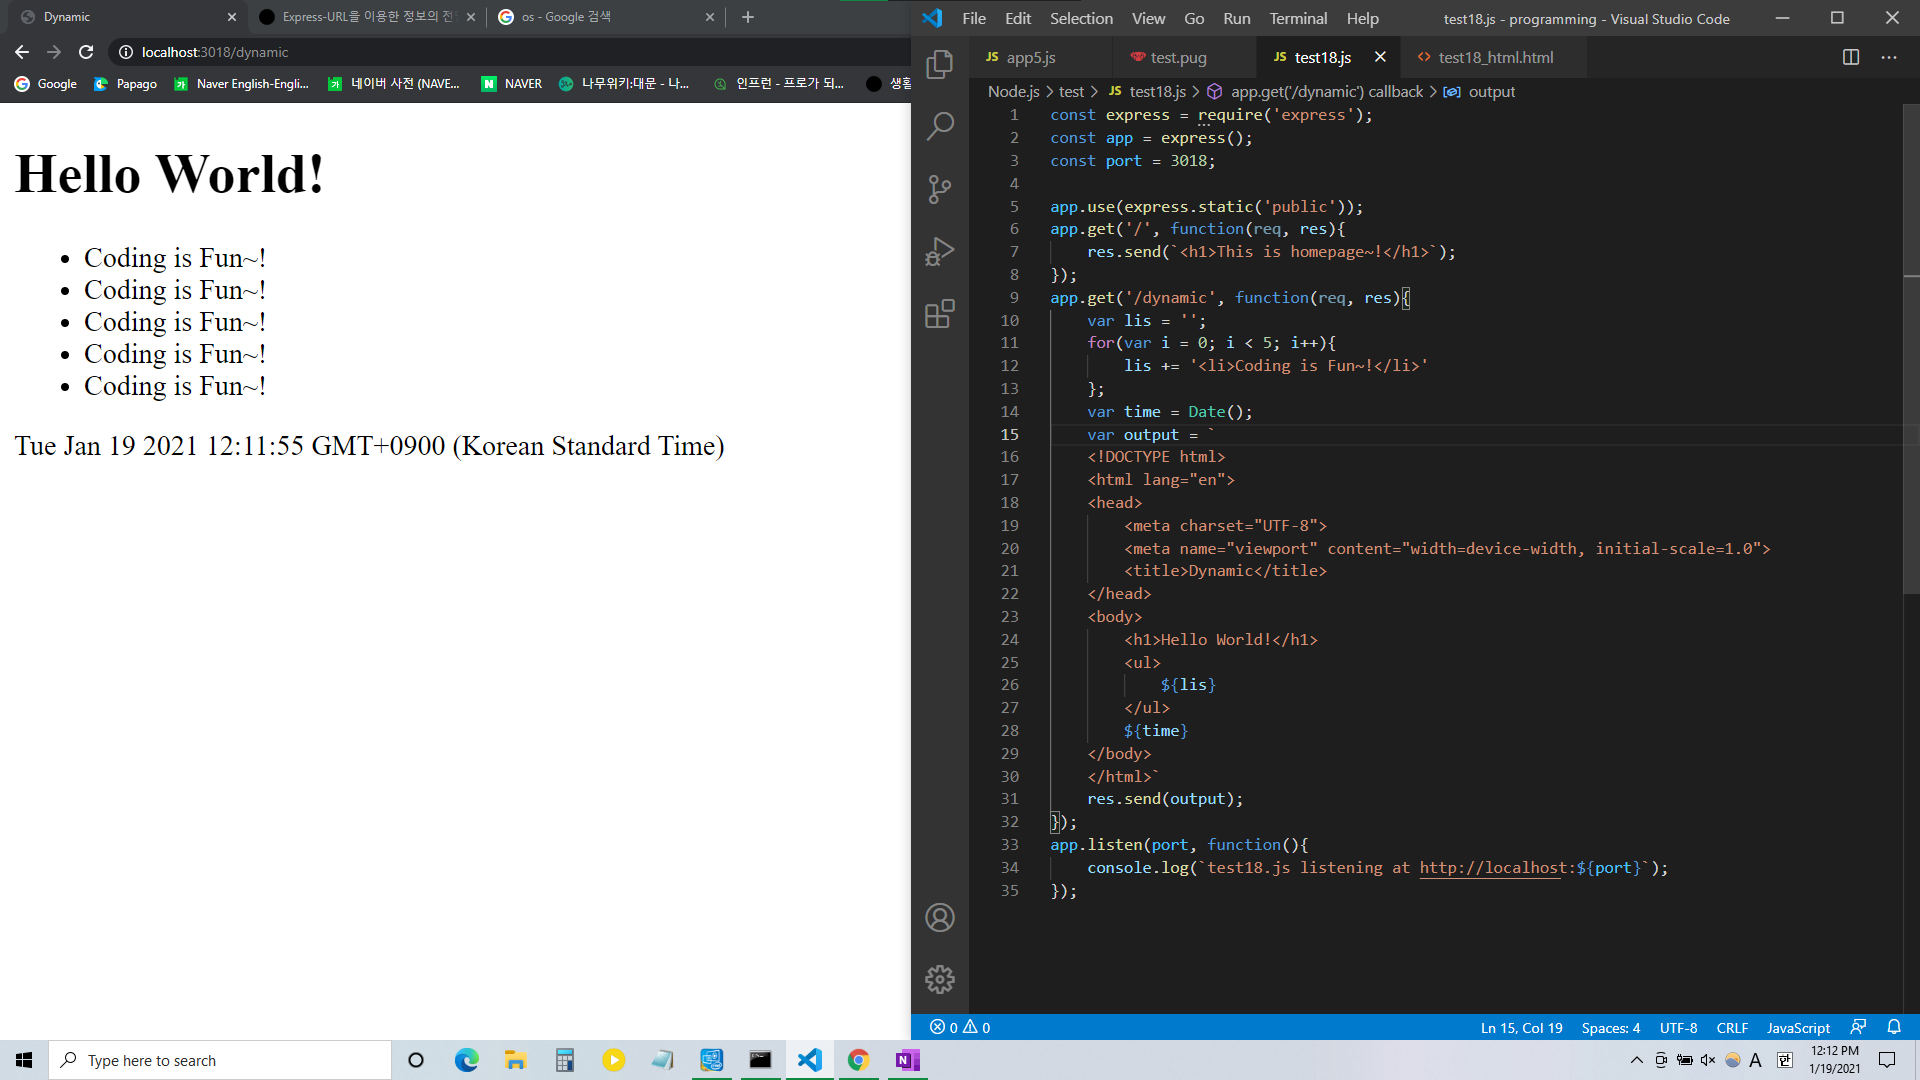 Dynamic
Express-URL을 이용한 정보의 전
os - Google 검색
localhost:3018/dynamic
Google
Papago
Naver English-Engli...
네이버 사전 (NAVE...
NAVER
나무위키:대문 - 나...
인프런 - 프로가 되...
생활
Hello World!
• Coding is Fun~!
• Coding is Fun~!
• Coding is Fun~!
• Coding is Fun~!
• Coding is Fun~!
Tue Jan 19 2021 12:11:55 GMT+0900 (Korean Standard Time)
File Edit Selection View Go Run Terminal Help
test18.js - programming - Visual Studio Code
JS app5.js
test.pug
JS test18.js
<> test18_html.html
Node.js > test > JS test18.js > app.get('/dynamic') callback > output
1 const express = require('express');
2 const app = express();
3 const port = 3018;
4
5 app.use(express.static('public'));
6 app.get('/', function(req, res){
7     res.send(`<h1>This is homepage~!</h1>`);
8 });
9 app.get('/dynamic', function(req, res){
10     var lis = '';
11     for(var i = 0; i < 5; i++){
12         lis += '<li>Coding is Fun~!</li>'
13     };
14     var time = Date();
15     var output = `
16     <!DOCTYPE html>
17     <html lang="en">
18     <head>
19         <meta charset="UTF-8">
20         <meta name="viewport" content="width=device-width, initial-scale=1.0">
21         <title>Dynamic</title>
22     </head>
23     <body>
24         <h1>Hello World!</h1>
25         <ul>
26             ${lis}
27         </ul>
28         ${time}
29     </body>
30     </html>`
31     res.send(output);
32 });
33 app.listen(port, function(){
34     console.log(`test18.js listening at http://localhost:${port}`);
35 });
0 0
Ln 15, Col 19
Spaces: 4
UTF-8
CRLF
JavaScript
Type here to search
A
한
12:12 PM
1/19/2021